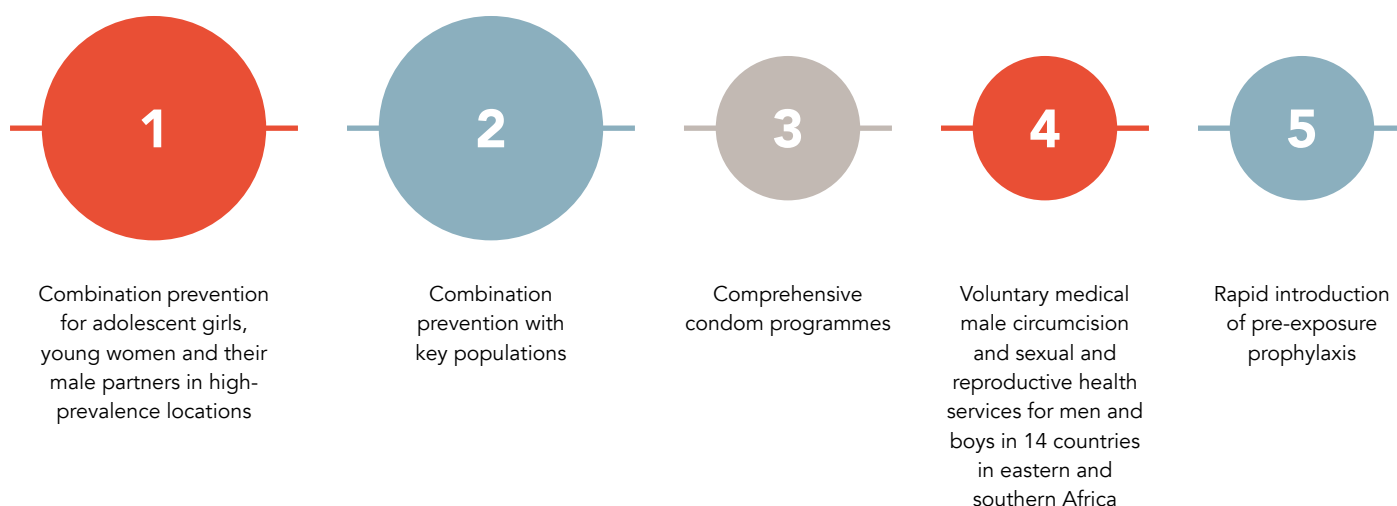 1
Combination prevention
for adolescent girls,
young women and their
male partners in high-
prevalence locations
2
Combination
prevention with
key populations
3
Comprehensive
condom programmes
4
Voluntary medical
male circumcision
and sexual and
reproductive health
services for men and
boys in 14 countries
in eastern and
southern Africa
5
Rapid introduction
of pre-exposure
prophylaxis